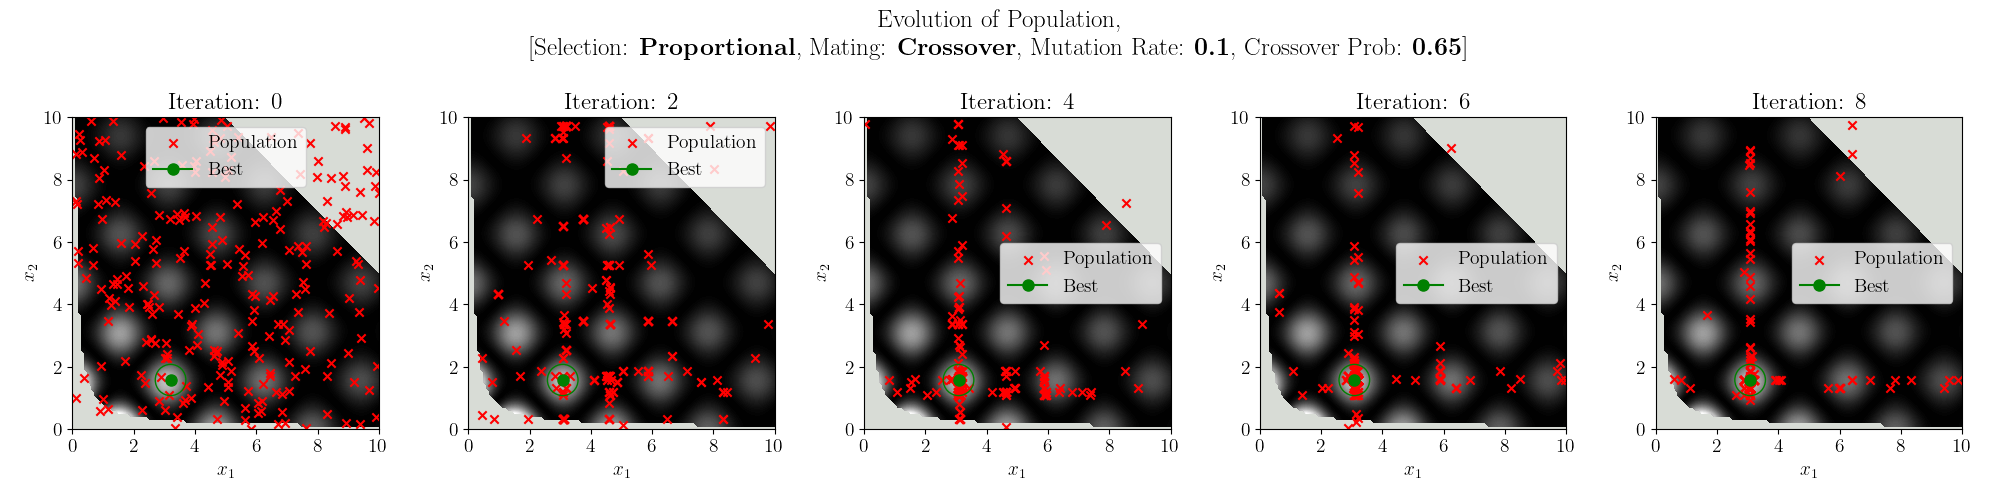 Evolution of Population,
[Selection: Proportional, Mating: Crossover, Mutation Rate: 0.1, Crossover Prob: 0.65]
Iteration: 0
Population
Best
10
8
6
4
2
0
x2
0 2 4 6 8 10
x1
Iteration: 2
Population
Best
10
8
6
4
2
0
x2
0 2 4 6 8 10
x1
Iteration: 4
Population
Best
10
8
6
4
2
0
x2
0 2 4 6 8 10
x1
Iteration: 6
Population
Best
10
8
6
4
2
0
x2
0 2 4 6 8 10
x1
Iteration: 8
Population
Best
10
8
6
4
2
0
x2
0 2 4 6 8 10
x1